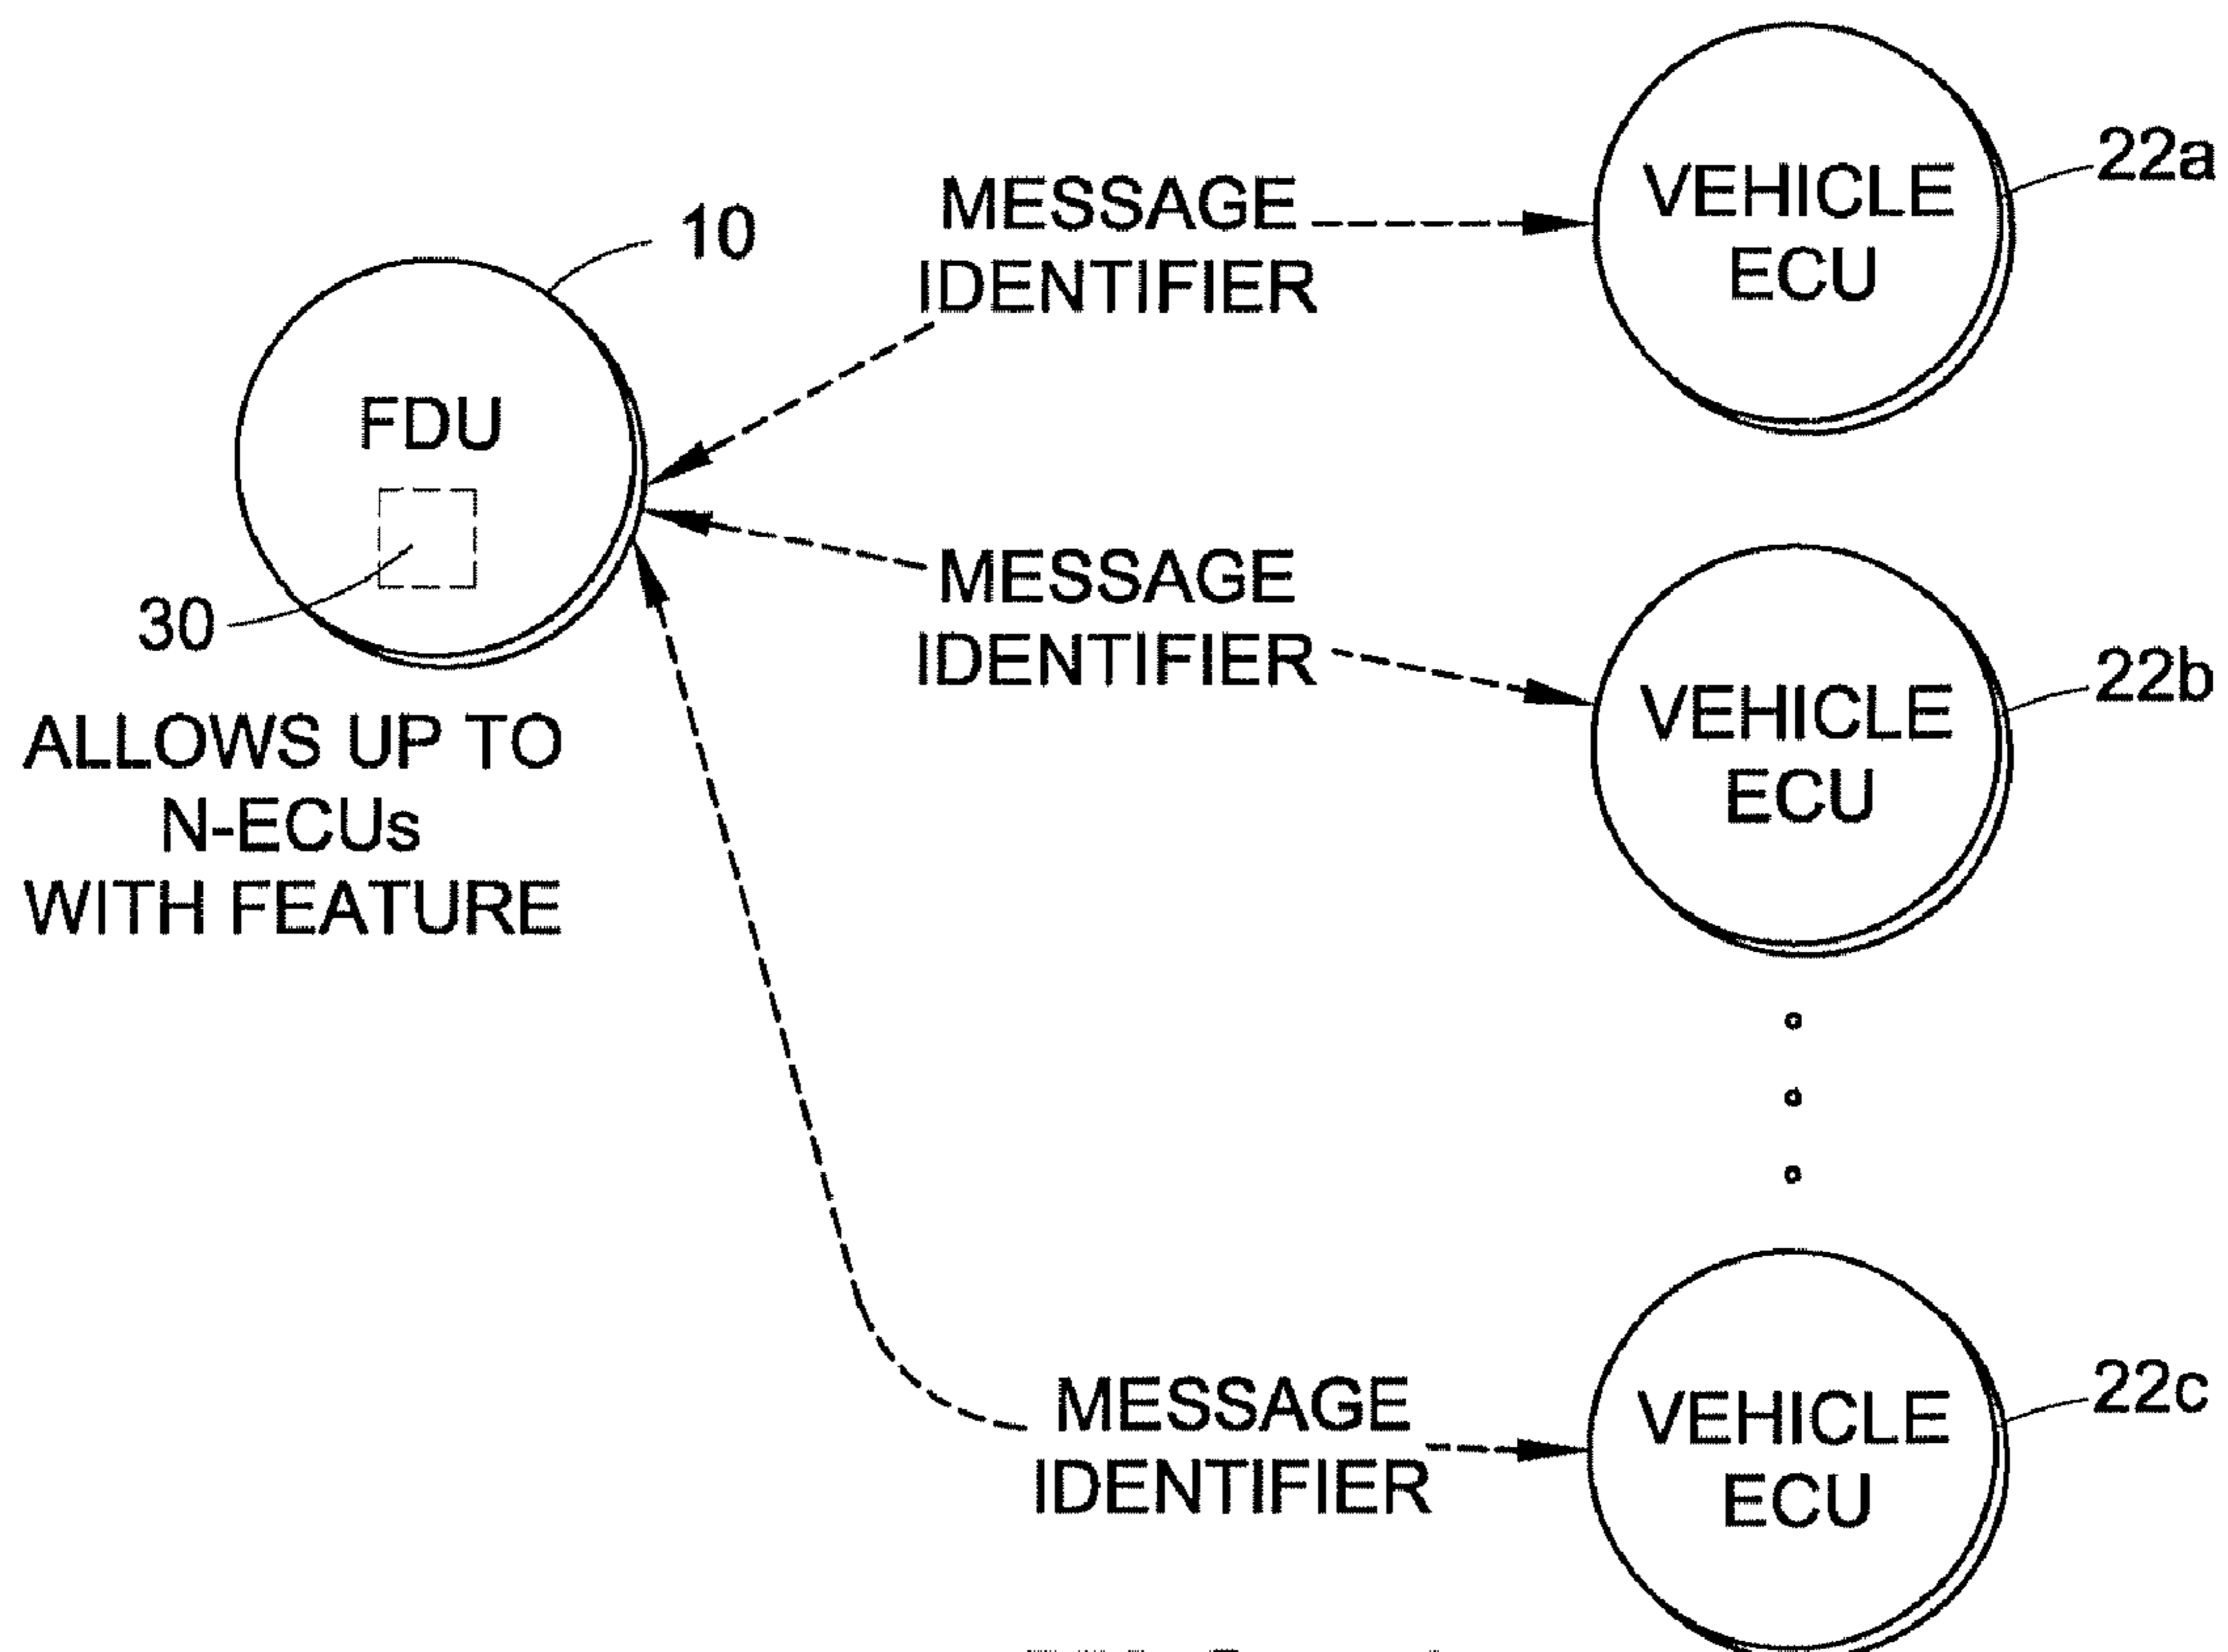 10
FDU
30
ALLOWS UP TO
N-ECUs
WITH FEATURE
MESSAGE
IDENTIFIER
VEHICLE
ECU
22a
MESSAGE
IDENTIFIER
VEHICLE
ECU
22b
MESSAGE
IDENTIFIER
VEHICLE
ECU
22c